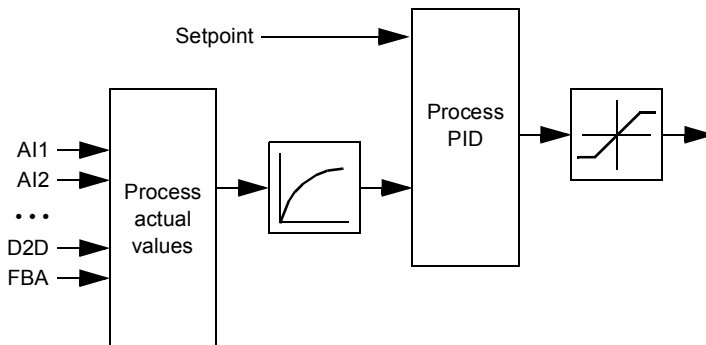 Setpoint
Process
PID
AI1
AI2
...
D2D
FBA
Process
actual
values